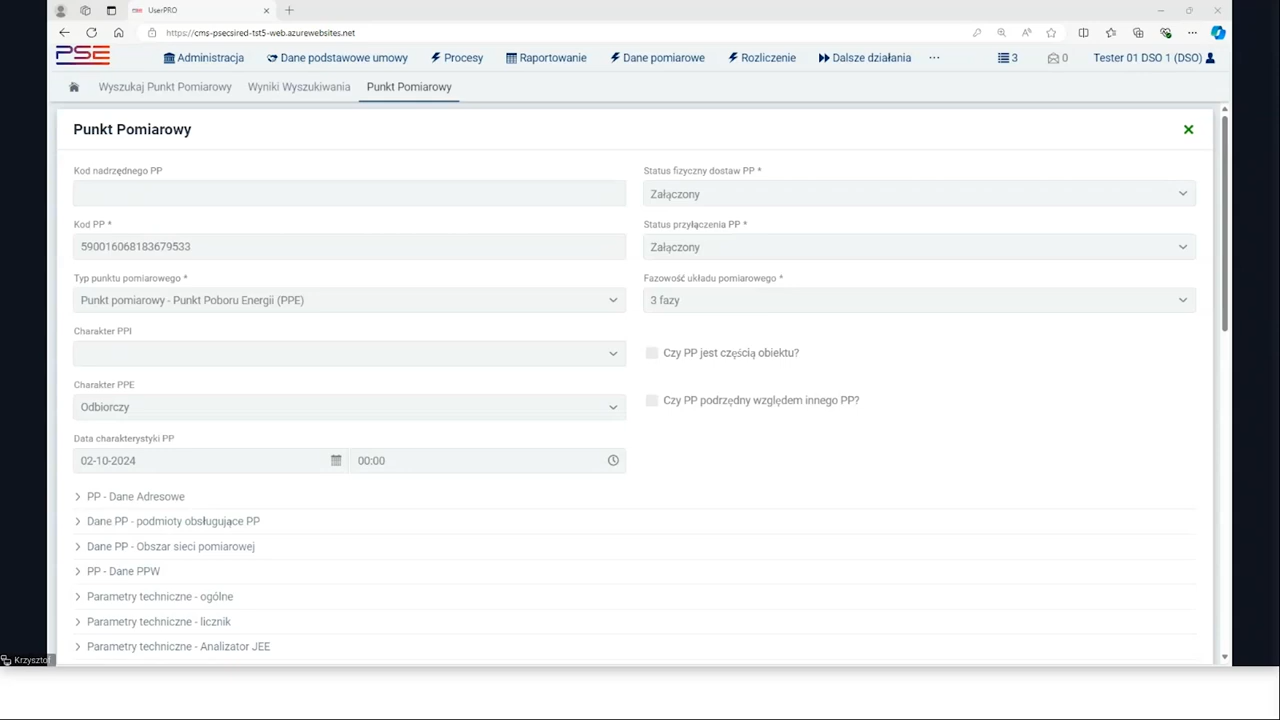 UserPRO
https://cms-psecsired-tst5-web.azurewebsites.net
PSE
Administracja Dane podstawowe umowy Procesy Raportowanie Dane pomiarowe Rozliczenie Dalsze działania ... 3 0 Tester 01 DSO 1 (DSO)
Wyszukaj Punkt Pomiarowy Wyniki Wyszukiwania Punkt Pomiarowy
Punkt Pomiarowy
Kod nadrzędnego PP
Status fizyczny dostaw PP *
Załączony
Kod PP *
590016068183679533
Status przyłączenia PP *
Załączony
Typ punktu pomiarowego *
Punkt pomiarowy - Punkt Poboru Energii (PPE)
Fazowość układu pomiarowego *
3 fazy
Charakter PPI
Czy PP jest częścią obiektu?
Charakter PPE
Odbiorczy
Czy PP podrzędny względem innego PP?
Data charakterystyki PP
02-10-2024 00:00
PP - Dane Adresowe
Dane PP - podmioty obsługujące PP
Dane PP - Obszar sieci pomiarowej
PP - Dane PPW
Parametry techniczne - ogólne
Parametry techniczne - licznik
Parametry techniczne - Analizator JEE
Krzysztof